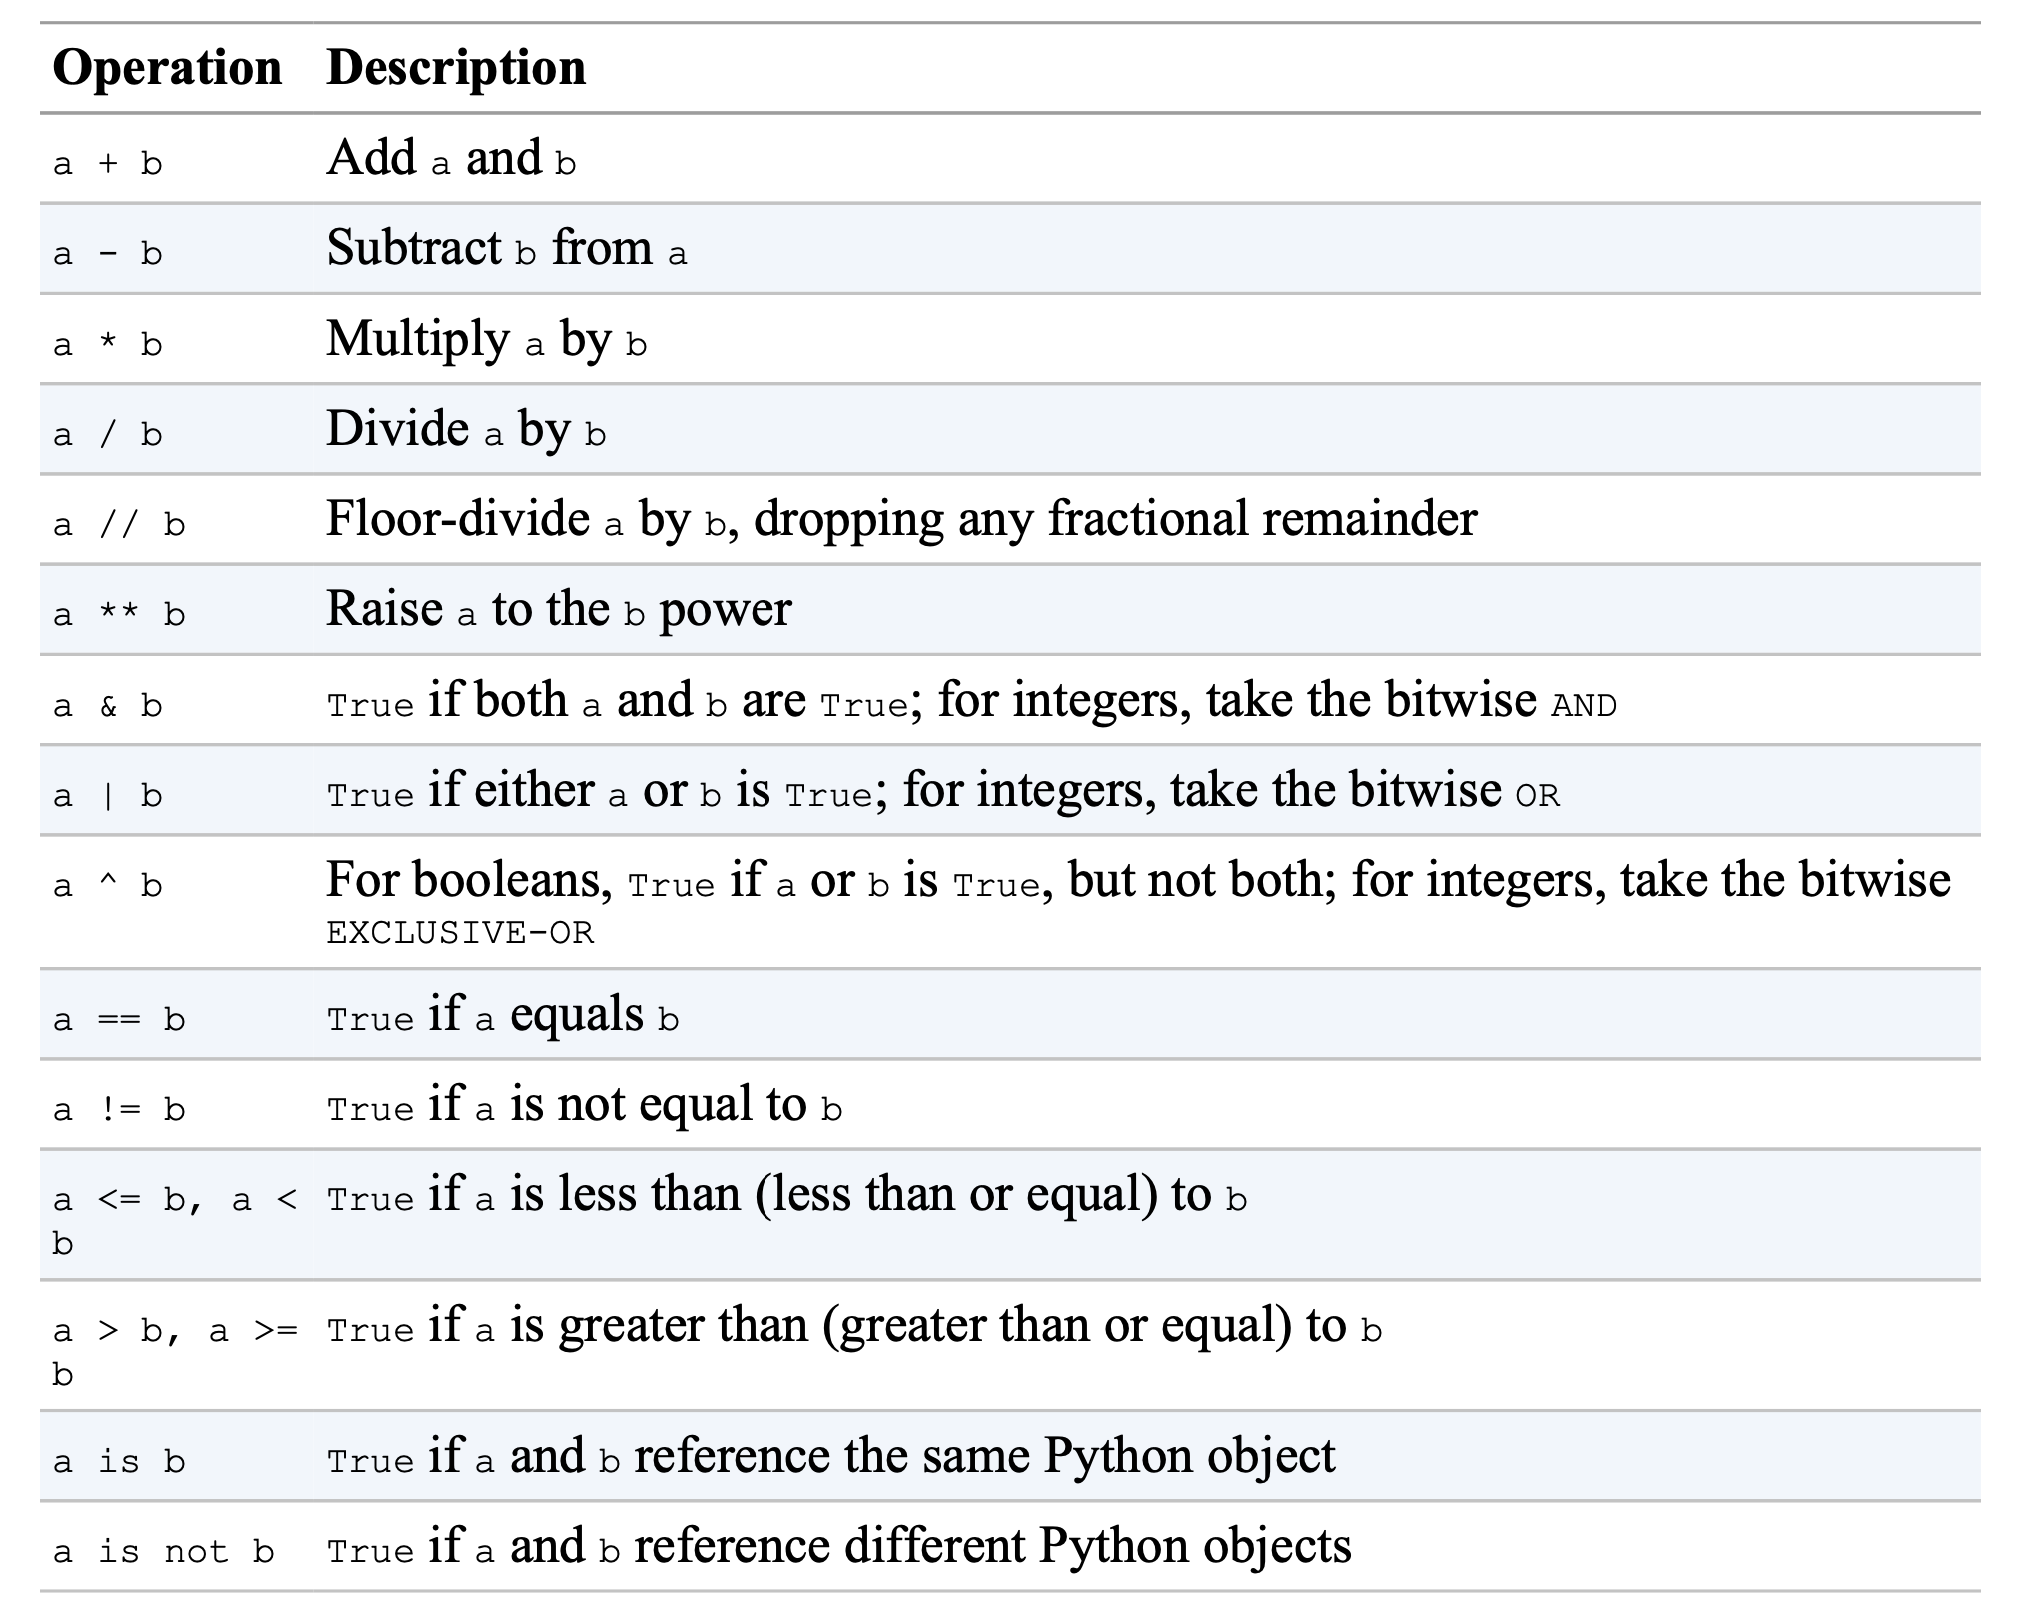 Operation Description
a + b Add a and b
a - b Subtract b from a
a * b Multiply a by b
a / b Divide a by b
a // b Floor-divide a by b, dropping any fractional remainder
a ** b Raise a to the b power
a & b True if both a and b are True; for integers, take the bitwise AND
a | b True if either a or b is True; for integers, take the bitwise OR
a ^ b For booleans, True if a or b is True, but not both; for integers, take the bitwise
EXCLUSIVE-OR
a == b True if a equals b
a != b True if a is not equal to b
a <= b, a < True if a is less than (less than or equal) to b
b
a > b, a >= True if a is greater than (greater than or equal) to b
b
a is b True if a and b reference the same Python object
a is not b True if a and b reference different Python objects